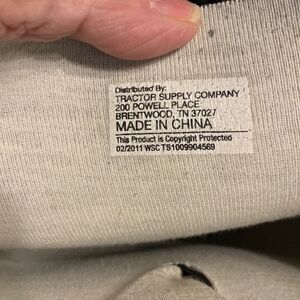 Distributed By:
TRACTOR SUPPLY COMPANY
200 POWELL PLACE
BRENTWOOD, TN 37027
MADE IN CHINA
This Product is Copyright Protected
02/2011 WSC TS1009904569